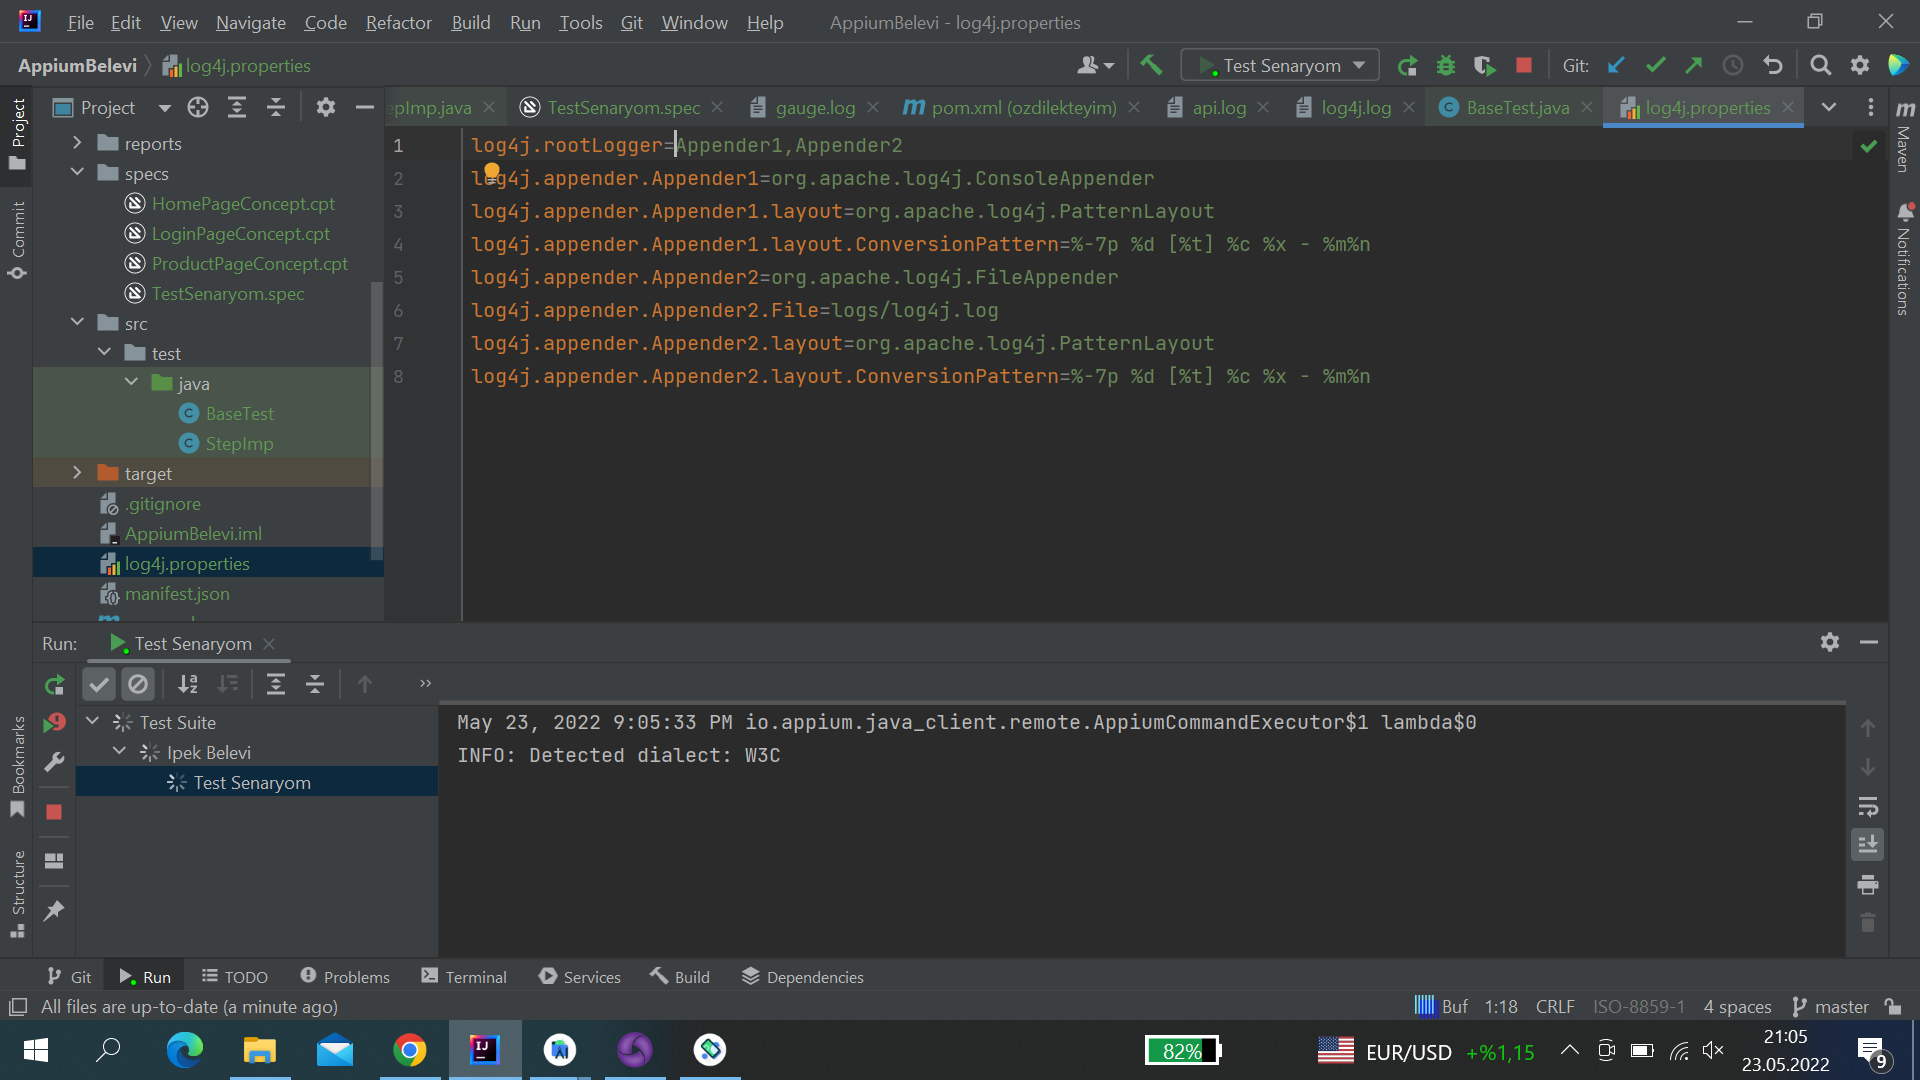 File Edit View Navigate Code Refactor Build Run Tools Git Window Help AppiumBelevi - log4j.properties
AppiumBelevi log4j.properties Test Senaryom Git:
Project epImp.java TestSenaryom.spec gauge.log pom.xml (ozdilekteyim) api.log log4j.log BaseTest.java log4j.properties
Project
Commit
Bookmarks
Structure
Maven
Notifications
reports
specs
HomePageConcept.cpt
LoginPageConcept.cpt
ProductPageConcept.cpt
TestSenaryom.spec
src
test
java
BaseTest
StepImp
target
.gitignore
AppiumBelevi.iml
log4j.properties
manifest.json
1 log4j.rootLogger=Appender1,Appender2
2 log4j.appender.Appender1=org.apache.log4j.ConsoleAppender
3 log4j.appender.Appender1.layout=org.apache.log4j.PatternLayout
4 log4j.appender.Appender1.layout.ConversionPattern=%-7p %d [%t] %c %x - %m%n
5 log4j.appender.Appender2=org.apache.log4j.FileAppender
6 log4j.appender.Appender2.File=logs/log4j.log
7 log4j.appender.Appender2.layout=org.apache.log4j.PatternLayout
8 log4j.appender.Appender2.layout.ConversionPattern=%-7p %d [%t] %c %x - %m%n
Run: Test Senaryom
Test Suite
Ipek Belevi
Test Senaryom
May 23, 2022 9:05:33 PM io.appium.java_client.remote.AppiumCommandExecutor$1 lambda$0
INFO: Detected dialect: W3C
Git Run TODO Problems Terminal Services Build Dependencies
All files are up-to-date (a minute ago) Buf 1:18 CRLF ISO-8859-1 4 spaces master
82% EUR/USD +%1,15 21:05
23.05.2022 9